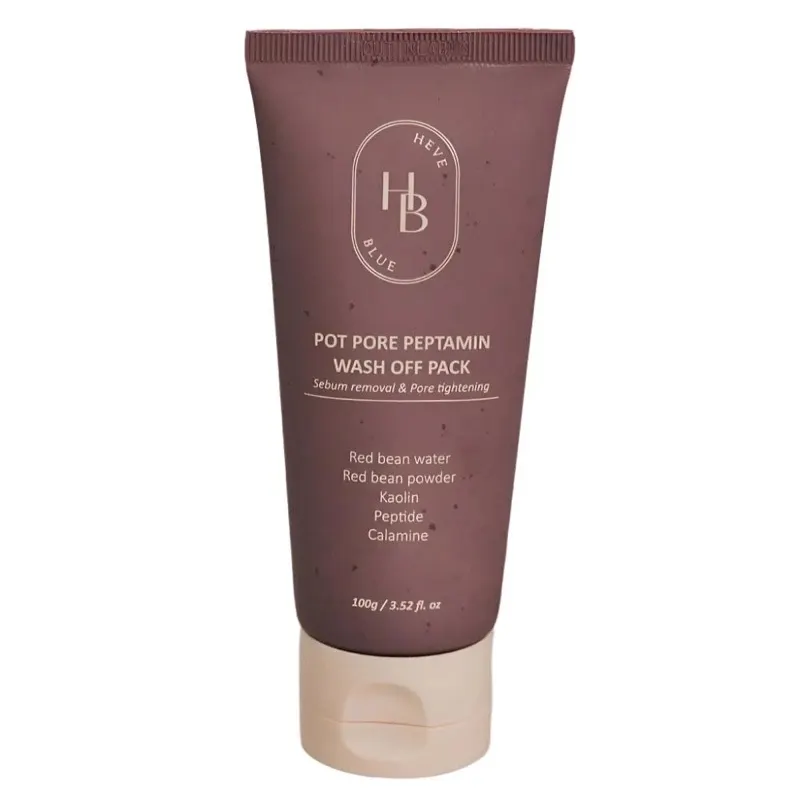 HEVE
HB
BLUE
POT PORE PEPTAMIN
WASH OFF PACK
Sebum removal & Pore tightening
Red bean water
Red bean powder
Kaolin
Peptide
Calamine
100g / 3.52 fl. oz